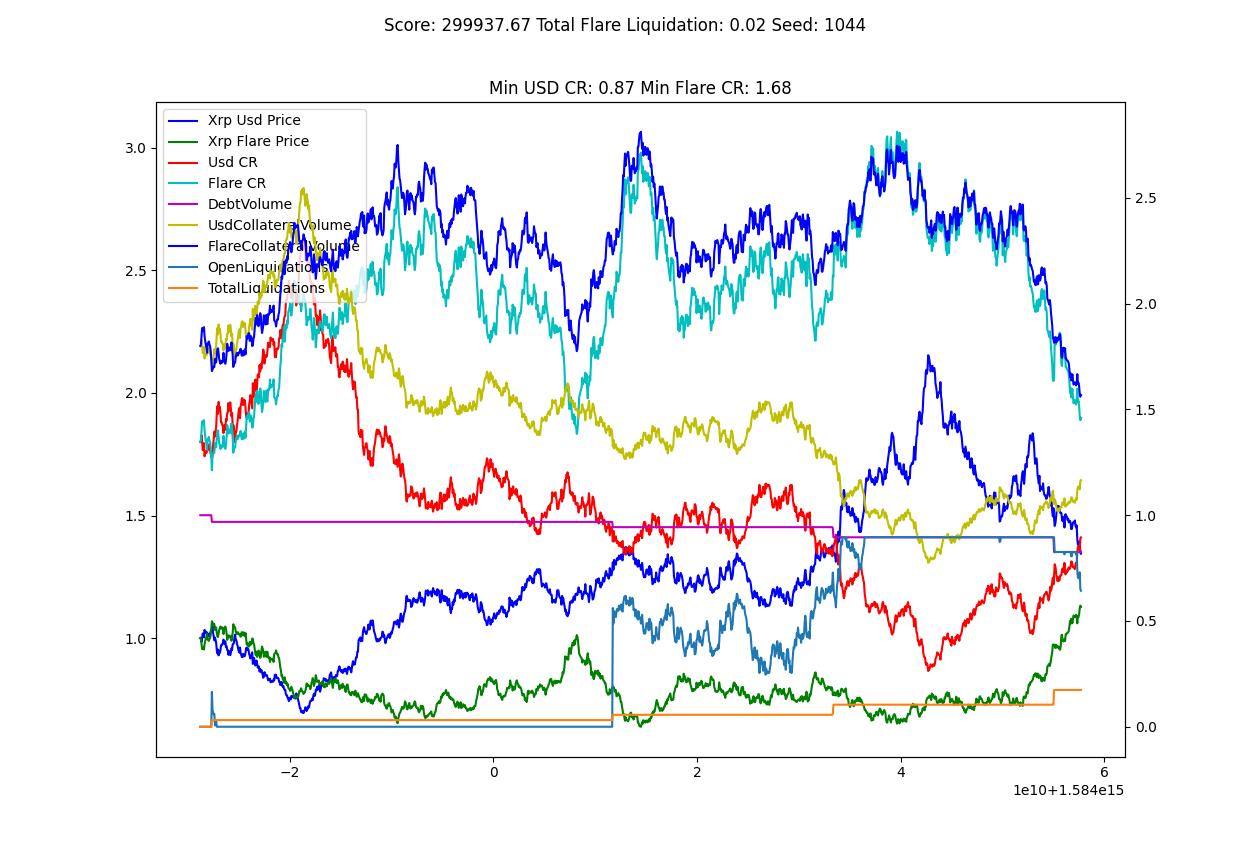 Score: 299937.67 Total Flare Liquidation: 0.02 Seed: 1044
Min USD CR: 0.87 Min Flare CR: 1.68
Xrp Usd Price
Xrp Flare Price
Usd CR
Flare CR
DebtVolume
UsdCollateralVolume
FlareCollateralVolume
OpenLiquidations
TotalLiquidations
3.0
2.5
2.0
1.5
1.0
2.5
2.0
1.5
1.0
0.5
0.0
−2 0 2 4 6
1e10+1.584e15